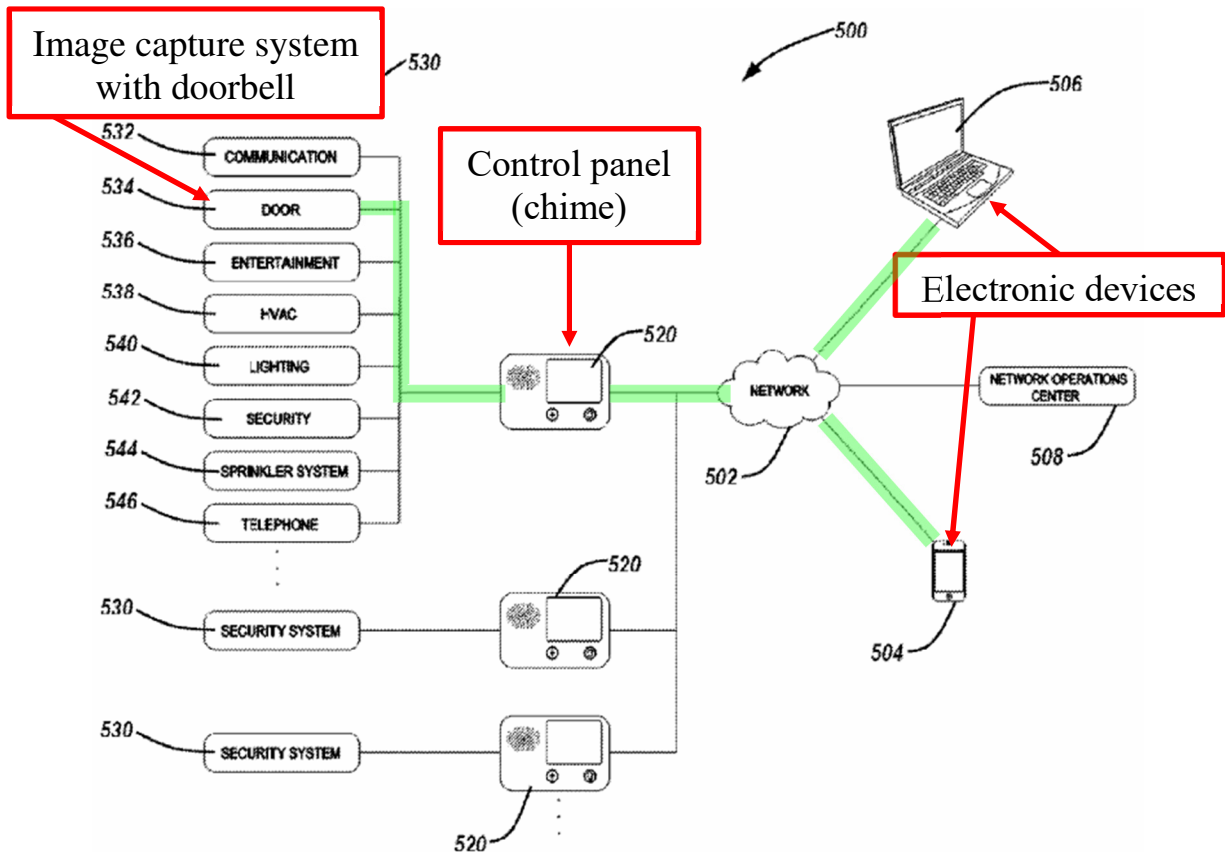 Image capture system
with doorbell
530
500
506
532
COMMUNICATION
534
DOOR
536
ENTERTAINMENT
538
HVAC
540
LIGHTING
542
SECURITY
544
SPRINKLER SYSTEM
546
TELEPHONE
Control panel
(chime)
520
Electronic devices
NETWORK
502
NETWORK OPERATIONS
CENTER
508
504
530
SECURITY SYSTEM
520
530
SECURITY SYSTEM
520